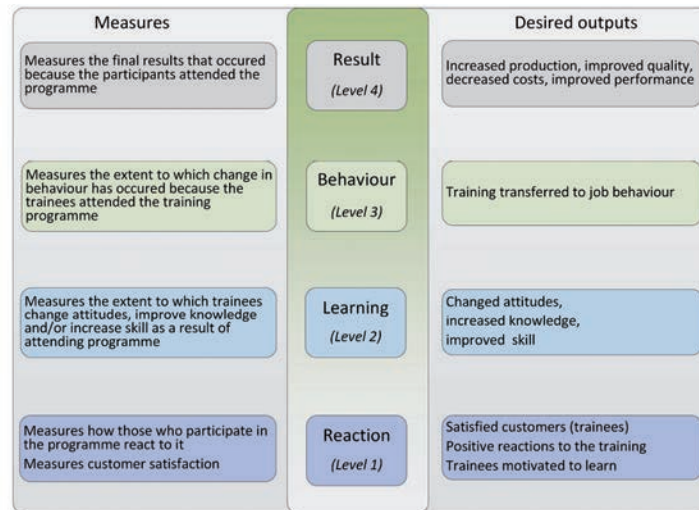 Measures
Desired outputs
Measures the final results that occured
because the participants attended the
programme
Result
(Level 4)
Increased production, improved quality,
decreased costs, improved performance
Measures the extent to which change in
behaviour has occured because the
trainees attended the training
programme
Behaviour
(Level 3)
Training transferred to job behaviour
Measures the extent to which trainees
change attitudes, improve knowledge
and/or increase skill as a result of
attending programme
Learning
(Level 2)
Changed attitudes,
increased knowledge,
improved skill
Measures how those who participate in
the programme react to it
Measures customer satisfaction
Reaction
(Level 1)
Satisfied customers (trainees)
Positive reactions to the training
Trainees motivated to learn